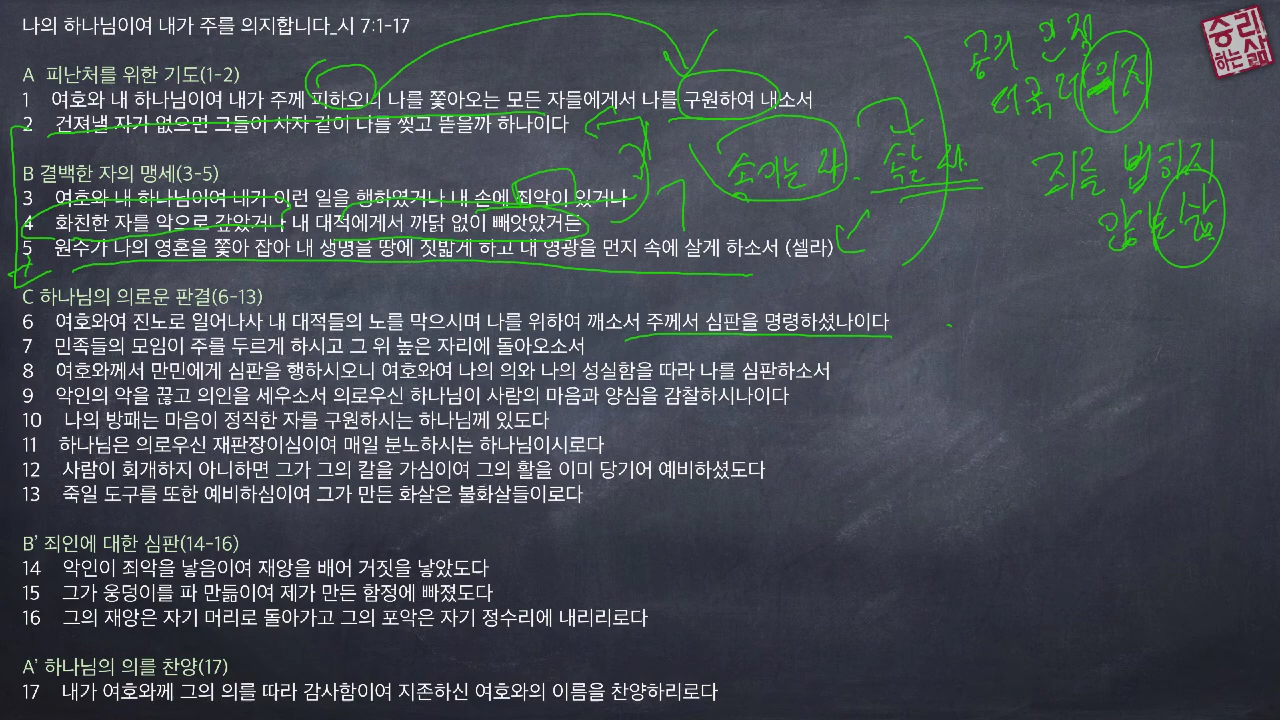 나의 하나님이여 내가 주를 의지합니다_시 7:1-17
A 피난처를 위한 기도(1-2)
1 여호와 내 하나님이여 내가 주께 피하오니 나를 쫓아오는 모든 자들에게서 나를 구원하여 내소서
2 건져낼 자가 없으면 그들이 사자 같이 나를 찢고 뜯을까 하나이다
B 결백한 자의 맹세(3-5)
3 여호와 내 하나님이여 내가 이런 일을 행하였거나 내 손에 죄악이 있거나
4 화친한 자를 악으로 갚았거나 내 대적에게서 까닭 없이 빼앗았거든
5 원수가 나의 영혼을 쫓아 잡아 내 생명을 땅에 짓밟게 하고 내 영광을 먼지 속에 살게 하소서 (셀라)
C 하나님의 의로운 판결(6-13)
6 여호와여 진노로 일어나사 내 대적들의 노를 막으시며 나를 위하여 깨소서 주께서 심판을 명령하셨나이다
7 민족들의 모임이 주를 두르게 하시고 그 위 높은 자리에 돌아오소서
8 여호와께서 만민에게 심판을 행하시오니 여호와여 나의 의와 나의 성실함을 따라 나를 심판하소서
9 악인의 악을 끊고 의인을 세우소서 의로우신 하나님이 사람의 마음과 양심을 감찰하시나이다
10 나의 방패는 마음이 정직한 자를 구원하시는 하나님께 있도다
11 하나님은 의로우신 재판장이심이여 매일 분노하시는 하나님이시로다
12 사람이 회개하지 아니하면 그가 그의 칼을 가심이여 그의 활을 이미 당기어 예비하셨도다
13 죽일 도구를 또한 예비하심이여 그가 만든 화살은 불화살들이로다
B' 죄인에 대한 심판(14-16)
14 악인이 죄악을 낳음이여 재앙을 배어 거짓을 낳았도다
15 그가 웅덩이를 파 만듦이여 제가 만든 함정에 빠졌도다
16 그의 재앙은 자기 머리로 돌아가고 그의 포악은 자기 정수리에 내리리로다
A' 하나님의 의를 찬양(17)
17 내가 여호와께 그의 의를 따라 감사함이여 지존하신 여호와의 이름을 찬양하리로다
속이는 자. 속는 자.
의지
죄를 범하지
않는 삶
승리
하는 삶